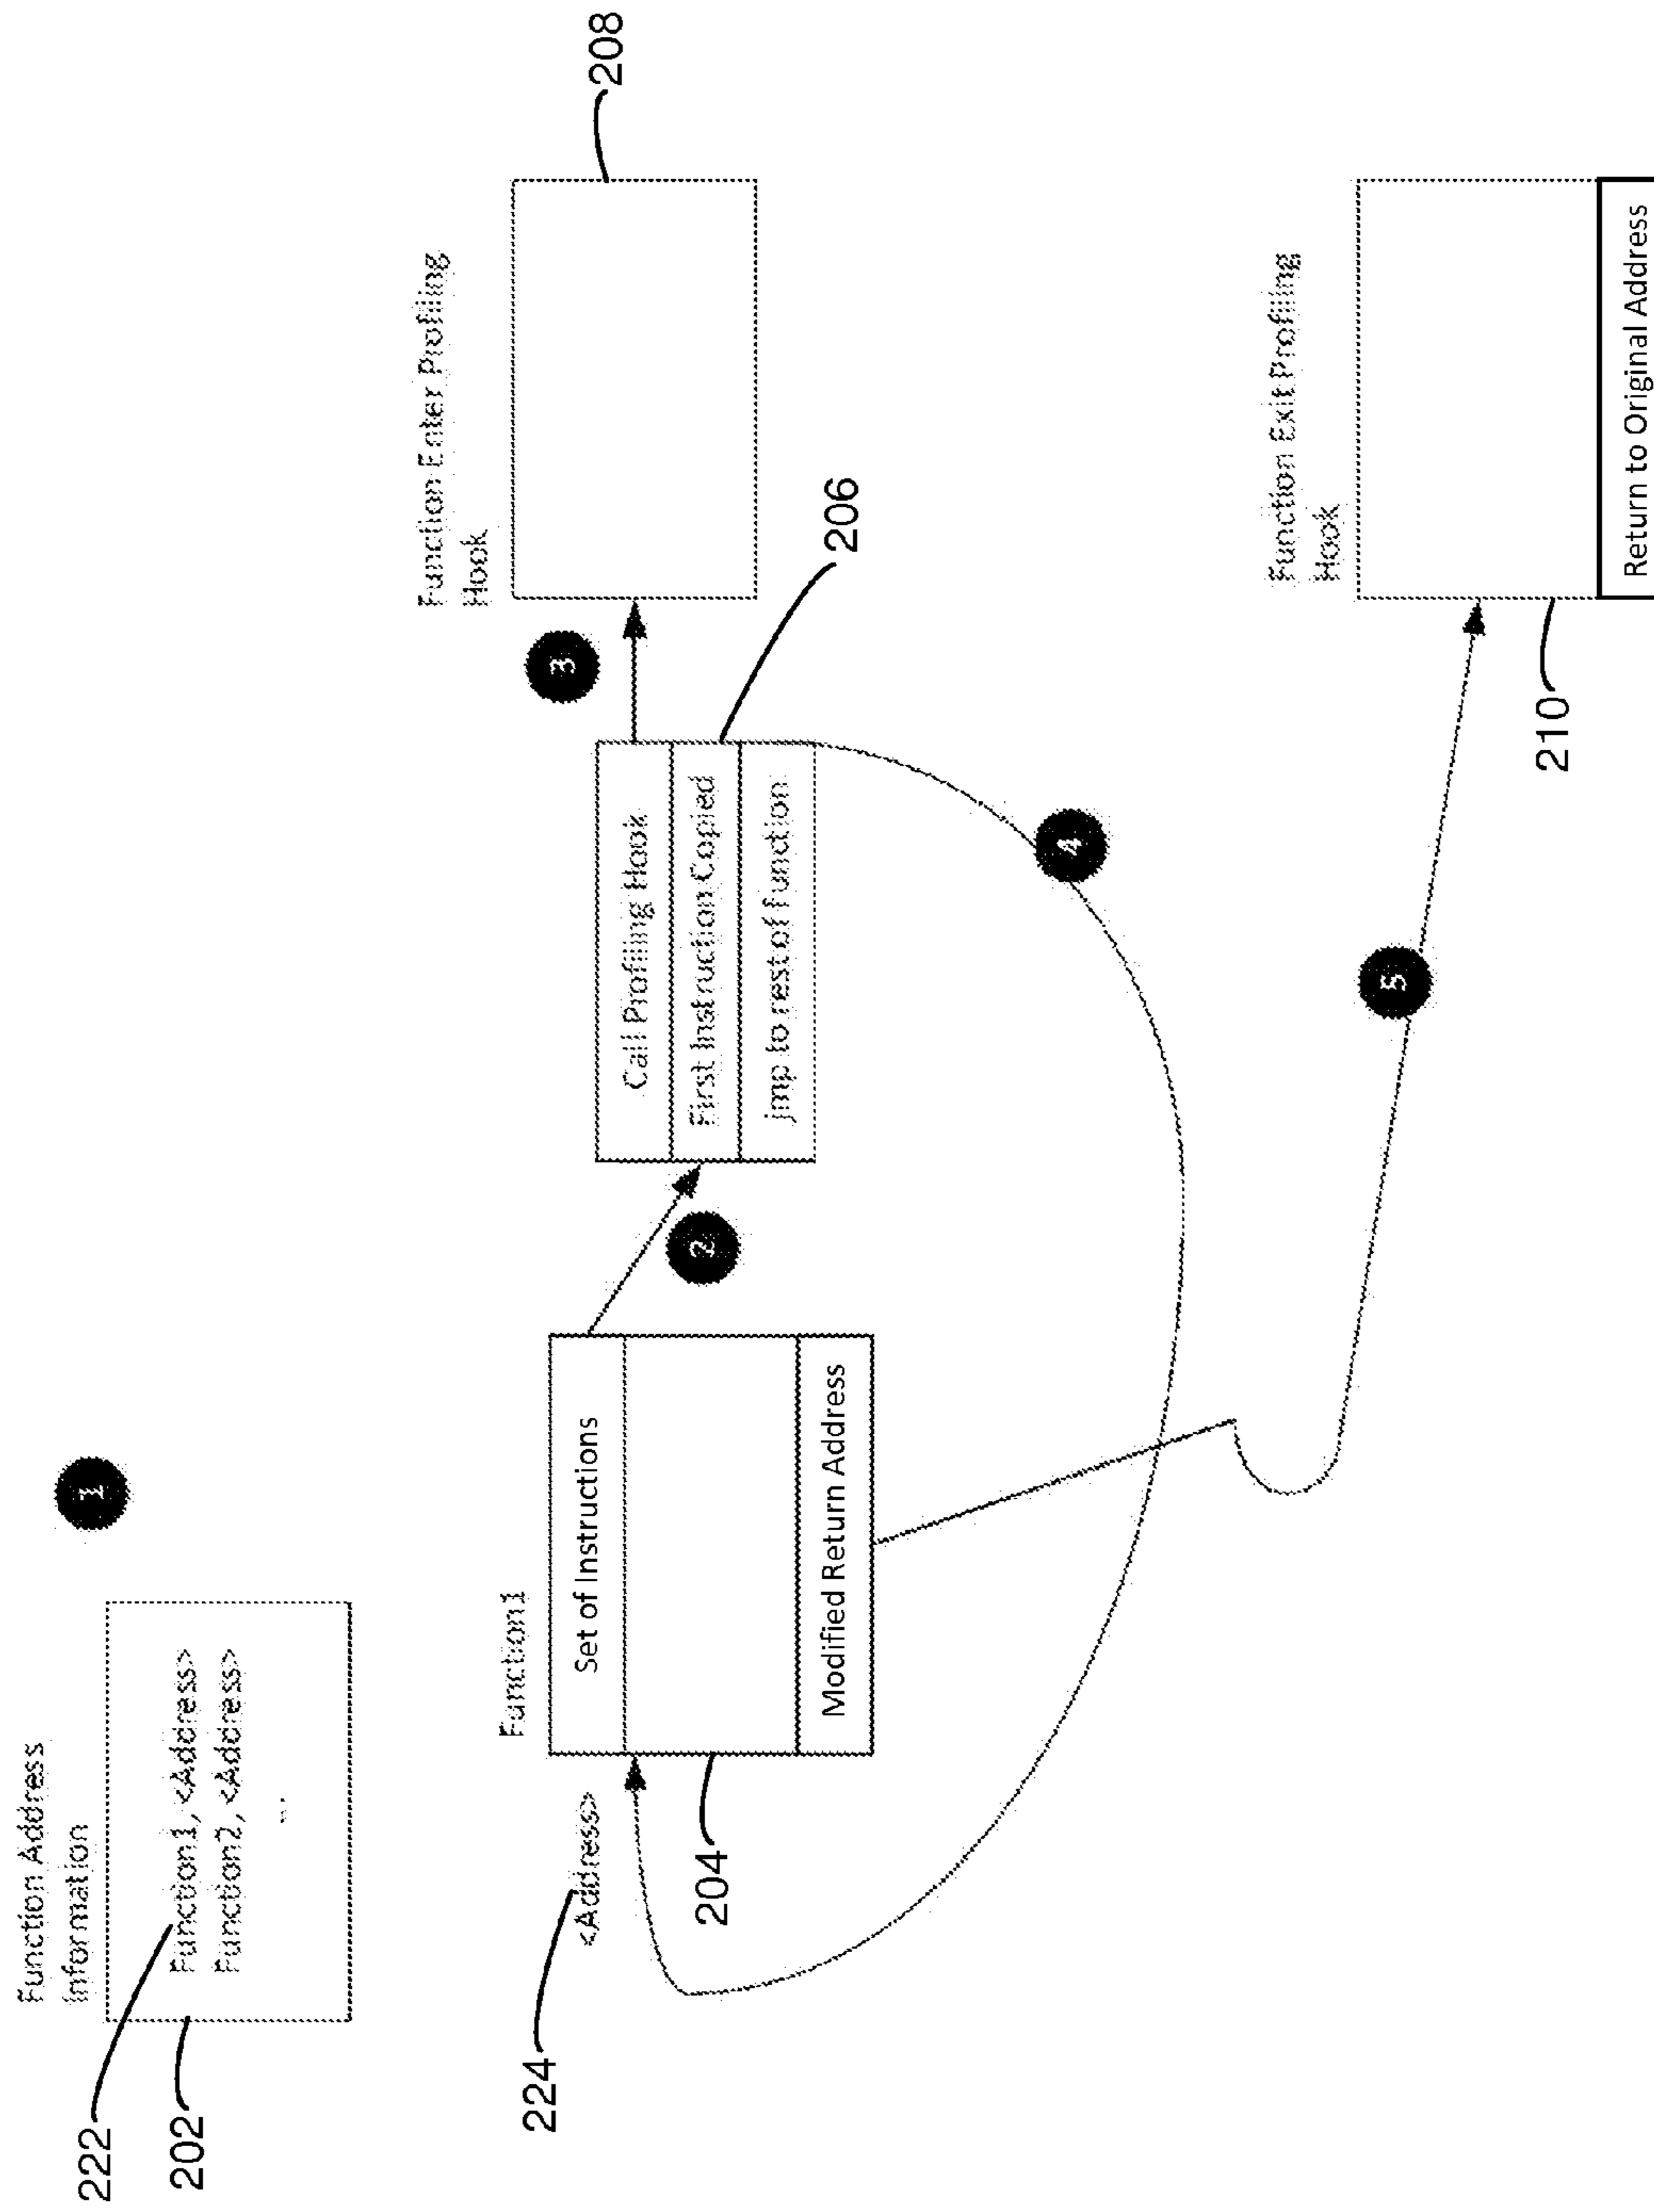 Function Address
Information
1
222
Function1, <Address>
Function2, <Address>
...
202
Function1
224
<Address>
Set of Instructions
204
Modified Return Address
2
Call Profiling Hook
First Instruction Copied
jmp to rest of function
206
3
Function Enter Profiling
Hook
208
4
5
Function Exit Profiling
Hook
210
Return to Original Address